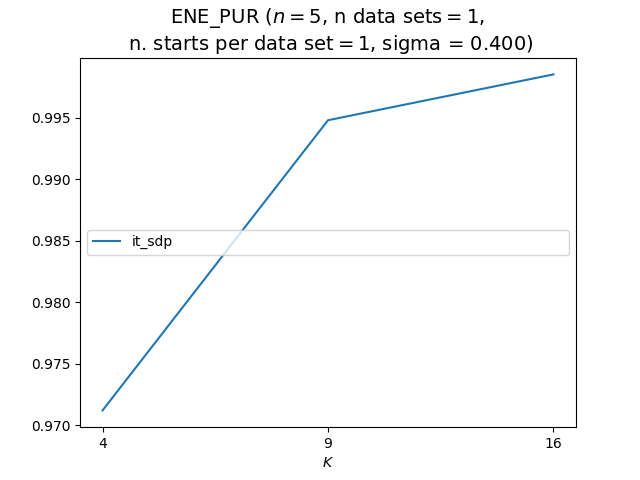 ENE_PUR (n = 5, n data sets = 1,
n. starts per data set = 1, sigma = 0.400)
0.995
0.990
0.985
0.980
0.975
0.970
it_sdp
4 9 16
K